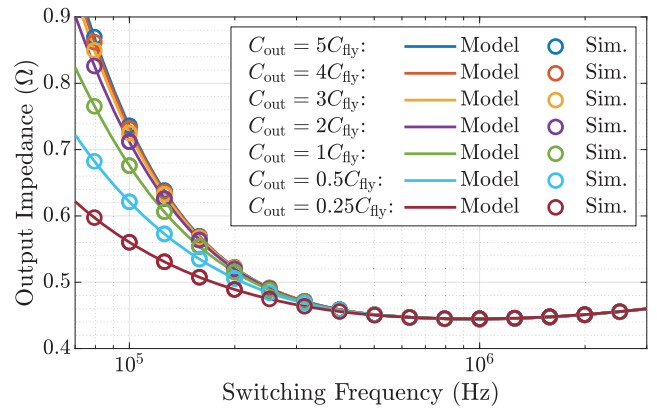 0.9
0.8
0.7
0.6
0.5
0.4
Output Impedance (Ω)
C_out = 5C_fly: Model Sim.
C_out = 4C_fly: Model Sim.
C_out = 3C_fly: Model Sim.
C_out = 2C_fly: Model Sim.
C_out = 1C_fly: Model Sim.
C_out = 0.5C_fly: Model Sim.
C_out = 0.25C_fly: Model Sim.
10^5 10^6
Switching Frequency (Hz)